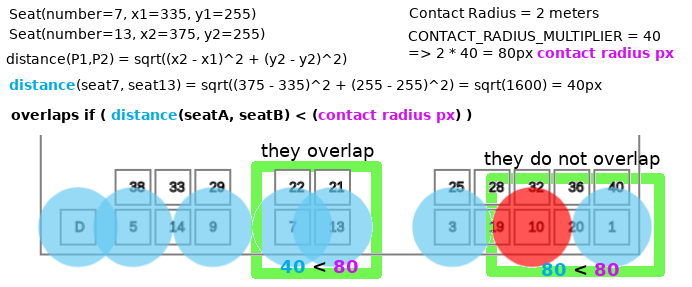 Seat(number=7, x1=335, y1=255)
Contact Radius = 2 meters
Seat(number=13, x2=375, y2=255)
CONTACT_RADIUS_MULTIPLIER = 40
=> 2 * 40 = 80px contact radius px
distance(P1,P2) = sqrt((x2 - x1)^2 + (y2 - y2)^2)
distance(seat7, seat13) = sqrt((375 - 335)^2 + (255 - 255)^2) = sqrt(1600) = 40px
overlaps if ( distance(seatA, seatB) < (contact radius px) )
they overlap
they do not overlap
38 33 29 22 21 25 28 32 36 40
D 5 14 9 7 13 3 19 10 20 1
40 < 80
80 < 80